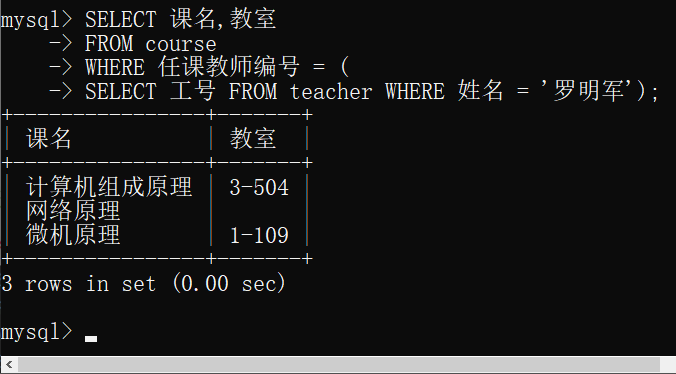 mysql> SELECT 课名,教室
    -> FROM course
    -> WHERE 任课教师编号 = (
    -> SELECT 工号 FROM teacher WHERE 姓名 = '罗明军');
+----------------+-------+
| 课名           | 教室  |
+----------------+-------+
| 计算机组成原理 | 3-504 |
| 网络原理       |       |
| 微机原理       | 1-109 |
+----------------+-------+
3 rows in set (0.00 sec)
mysql>